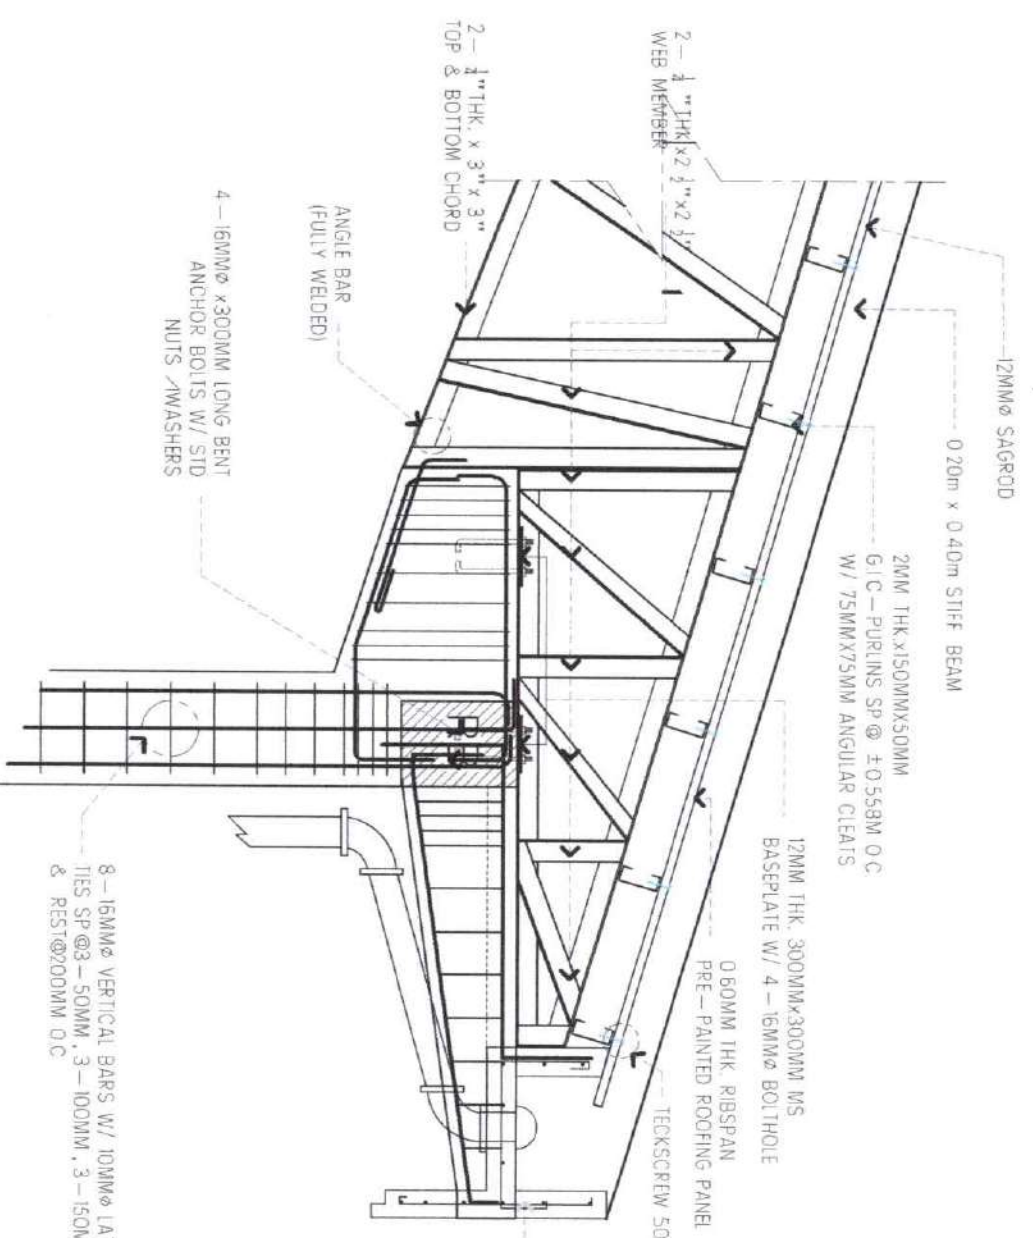 12MMØ SAGROD
0.20m x 0.40m STIFF BEAM
2MM THK.x150MMX50MM
G.I C-PURLINS SP @ ±0.558M O.C
W/ 75MMX75MM ANGULAR CLEATS
12MM THK. 300MMx300MM MS
BASEPLATE W/ 4-16MMØ BOLTHOLE
0.60MM THK. RIBSPAN
PRE-PAINTED ROOFING PANEL
TECKSCREW 50
2- ¼"THK x2 ½"x2 ½"
WEB MEMBER
2- ¼"THK. x 3"x 3"
TOP & BOTTOM CHORD
ANGLE BAR
(FULLY WELDED)
4-16MMØ x300MM LONG BENT
ANCHOR BOLTS W/ STD
NUTS /WASHERS
8-16MMØ VERTICAL BARS W/ 10MMØ LA
TIES SP @3-50MM, 3-100MM, 3-150M
& REST@200MM O.C